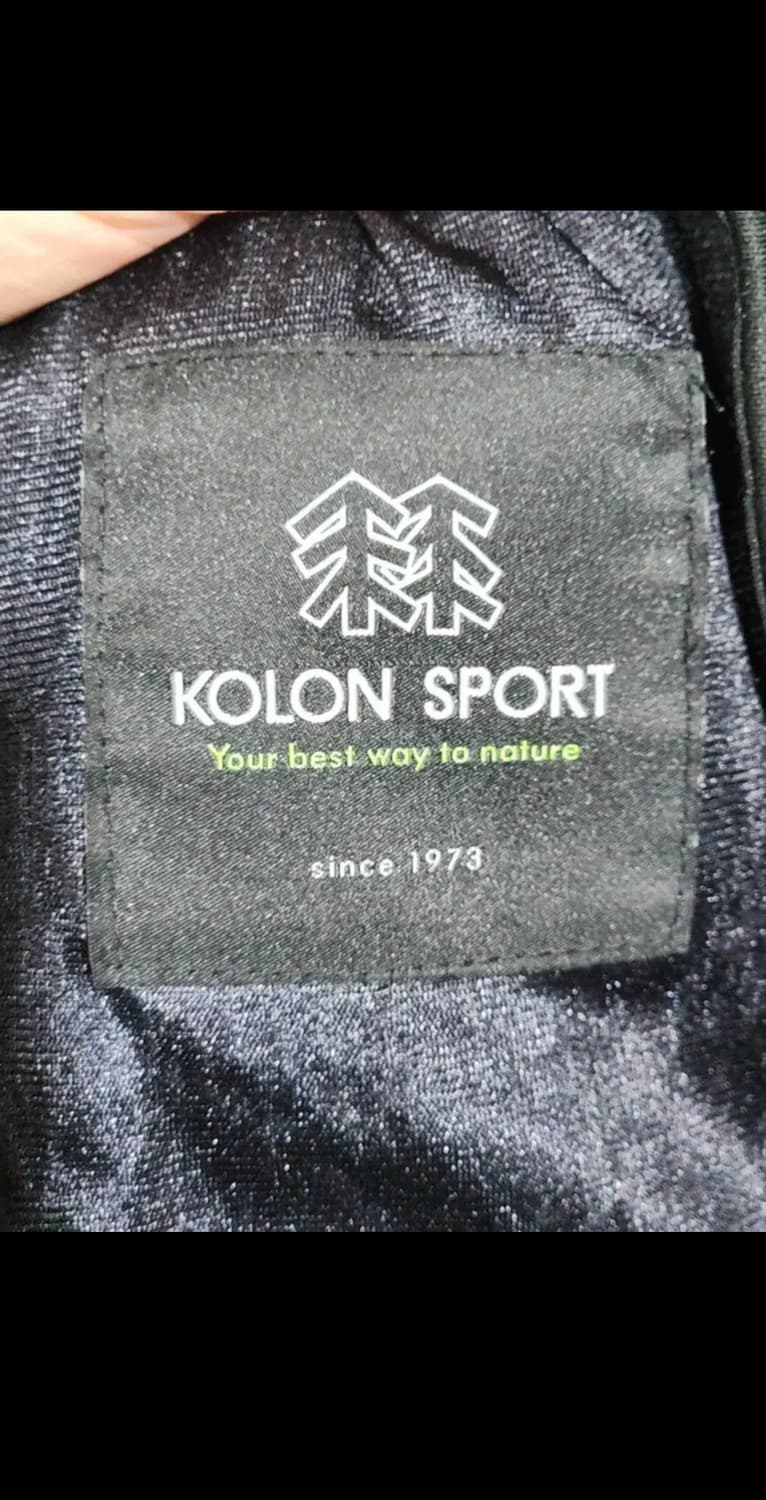 KOLON SPORT
Your best way to nature
since 1973